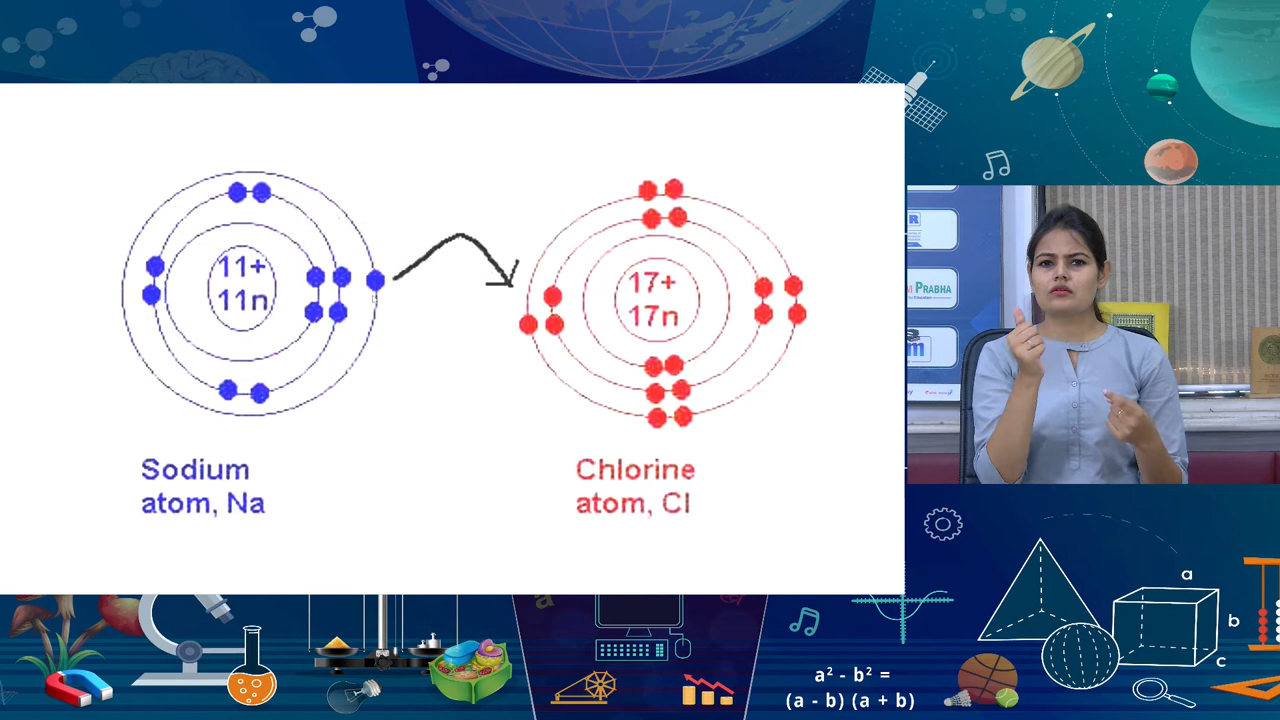 11+
11n
17+
17n
Sodium
atom, Na
Chlorine
atom, Cl
R
M PRABHA
m
a
b
c
a² - b² =
(a - b) (a + b)